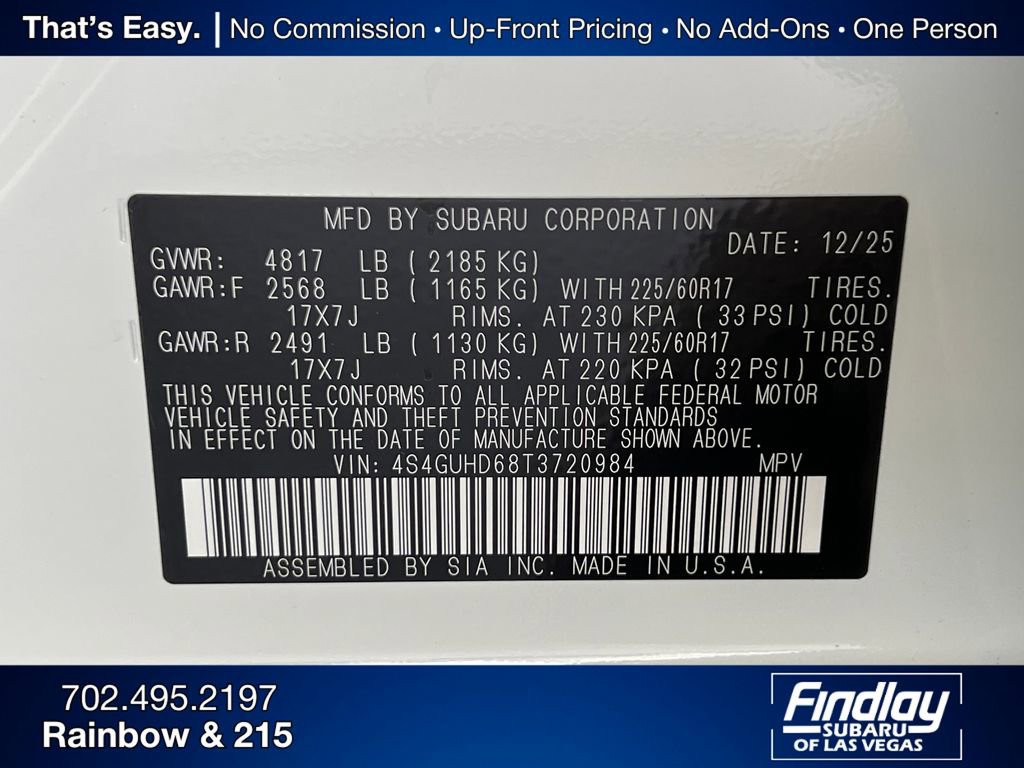 That's Easy. | No Commission • Up-Front Pricing • No Add-Ons • One Person
MFD BY SUBARU CORPORATION
DATE: 12/25
GVWR: 4817 LB ( 2185 KG)
GAWR:F 2568 LB ( 1165 KG) WITH 225/60R17 TIRES.
17X7J RIMS. AT 230 KPA ( 33 PSI) COLD
GAWR:R 2491 LB ( 1130 KG) WITH 225/60R17 TIRES.
17X7J RIMS. AT 220 KPA ( 32 PSI) COLD
THIS VEHICLE CONFORMS TO ALL APPLICABLE FEDERAL MOTOR
VEHICLE SAFETY AND THEFT PREVENTION STANDARDS
IN EFFECT ON THE DATE OF MANUFACTURE SHOWN ABOVE.
VIN: 4S4GUHD68T3720984 MPV
ASSEMBLED BY SIA INC. MADE IN U.S.A.
702.495.2197
Rainbow & 215
Findlay
SUBARU
OF LAS VEGAS